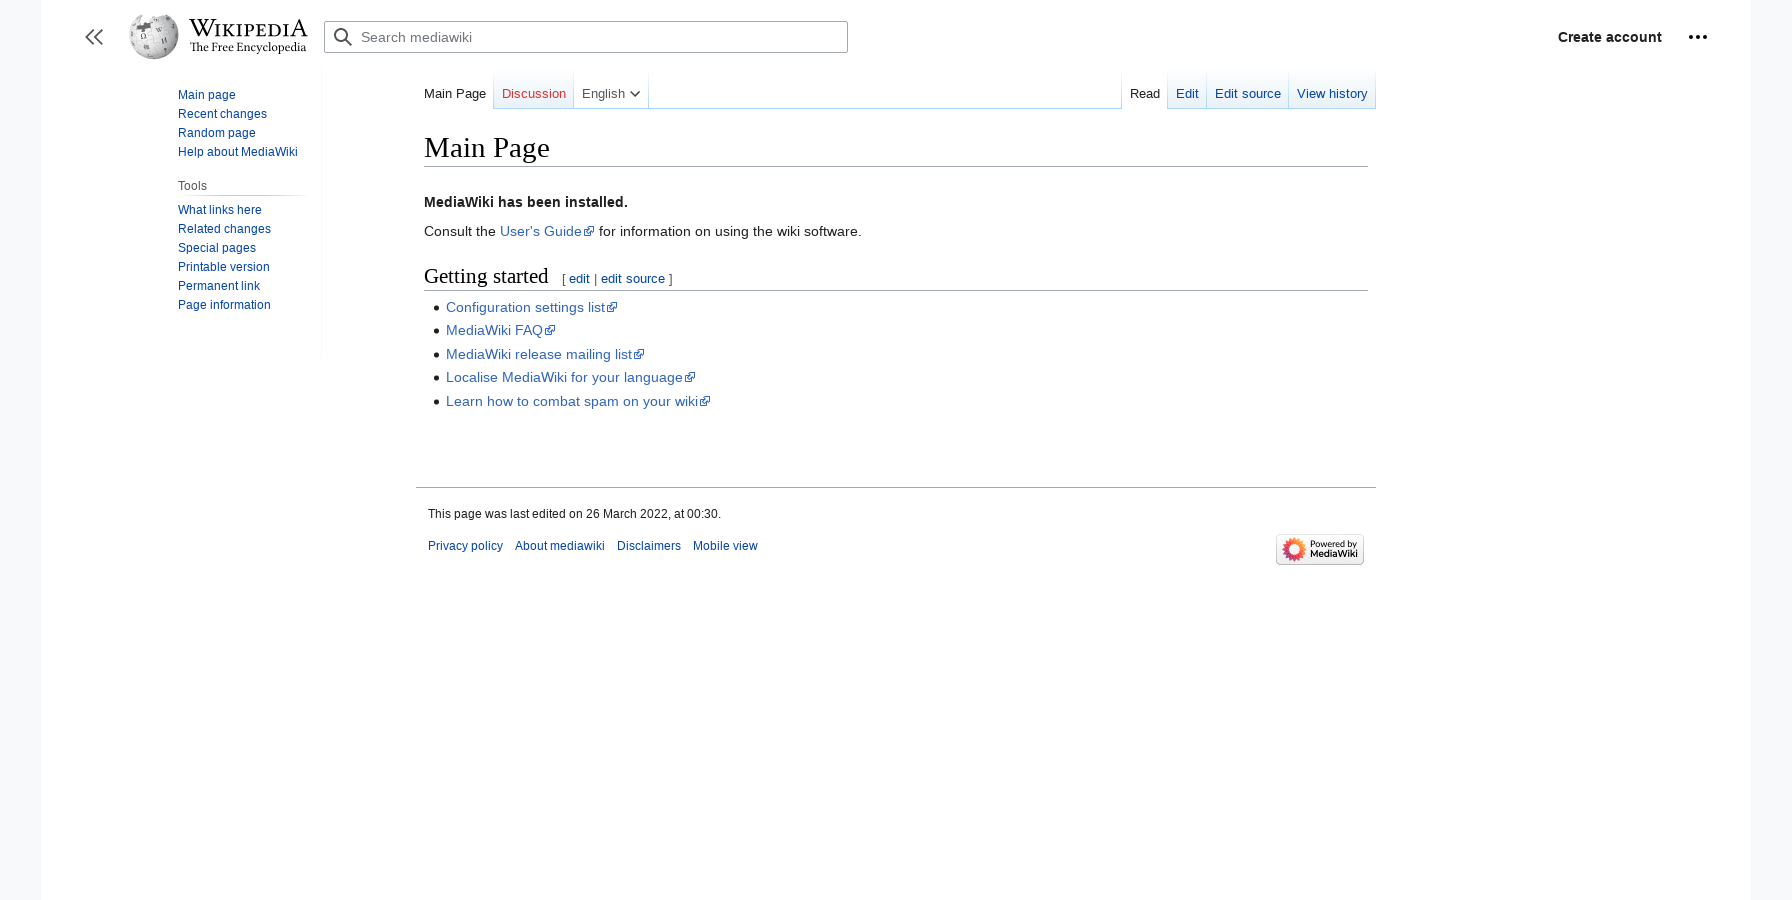 WIKIPEDIA
The Free Encyclopedia
Search mediawiki
Create account
Main page
Recent changes
Random page
Help about MediaWiki
Tools
What links here
Related changes
Special pages
Printable version
Permanent link
Page information
Main Page Discussion English Read Edit Edit source View history
Main Page
MediaWiki has been installed.
Consult the User's Guide for information on using the wiki software.
Getting started [ edit | edit source ]
Configuration settings list
MediaWiki FAQ
MediaWiki release mailing list
Localise MediaWiki for your language
Learn how to combat spam on your wiki
This page was last edited on 26 March 2022, at 00:30.
Privacy policy About mediawiki Disclaimers Mobile view
Powered by
MediaWiki